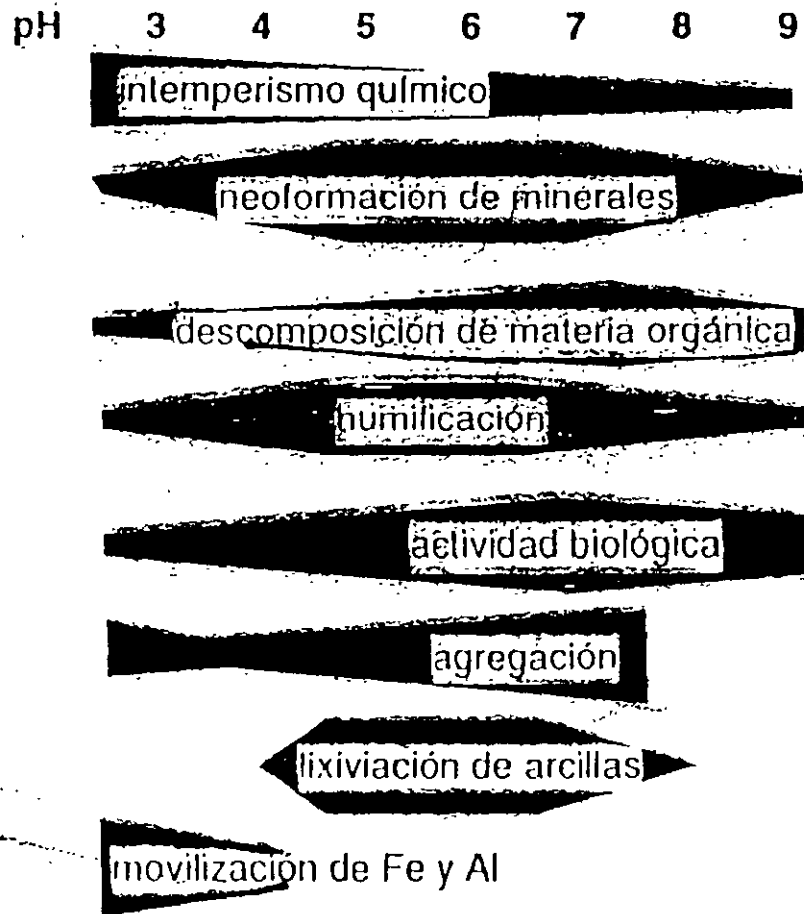 pH 3 4 5 6 7 8 9
intemperismo químico
neoformación de minerales
descomposición de materia orgánica
humificación
actividad biológica
agregación
lixiviación de arcillas
movilización de Fe y Al